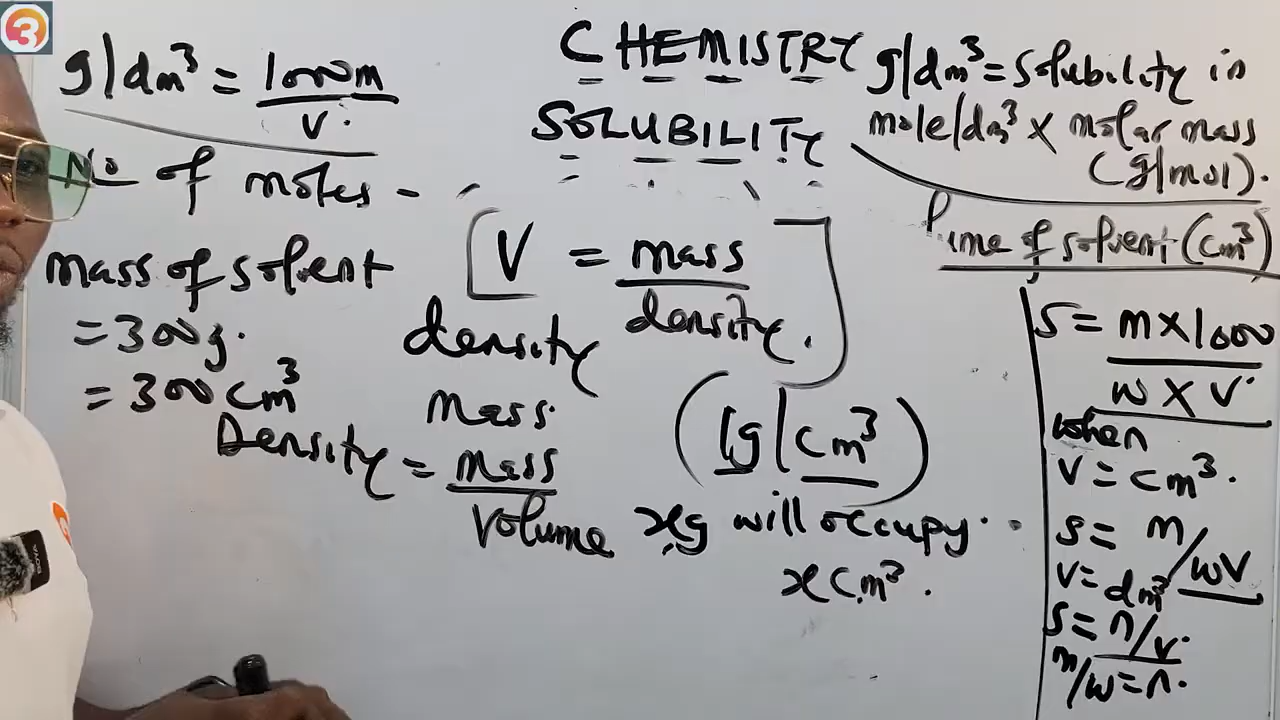 3
CHEMISTRY
SOLUBILITY
g/dm³ = 1000m
V.
No of moles -
mass of solvent
= 300g.
= 300cm³
Density = mass
Volume
[V = mass
density.]
density
mass.
(1g/cm³)
xg will occupy.
xcm³.
g/dm³ = Solubility in
mole/dm³ X molar mass
(g/mol).
of solvent (cm³)
S = m X 1000
W X V.
when
V = cm³.
S = m/wV
V = dm³
S = n/v.
m/w = n.